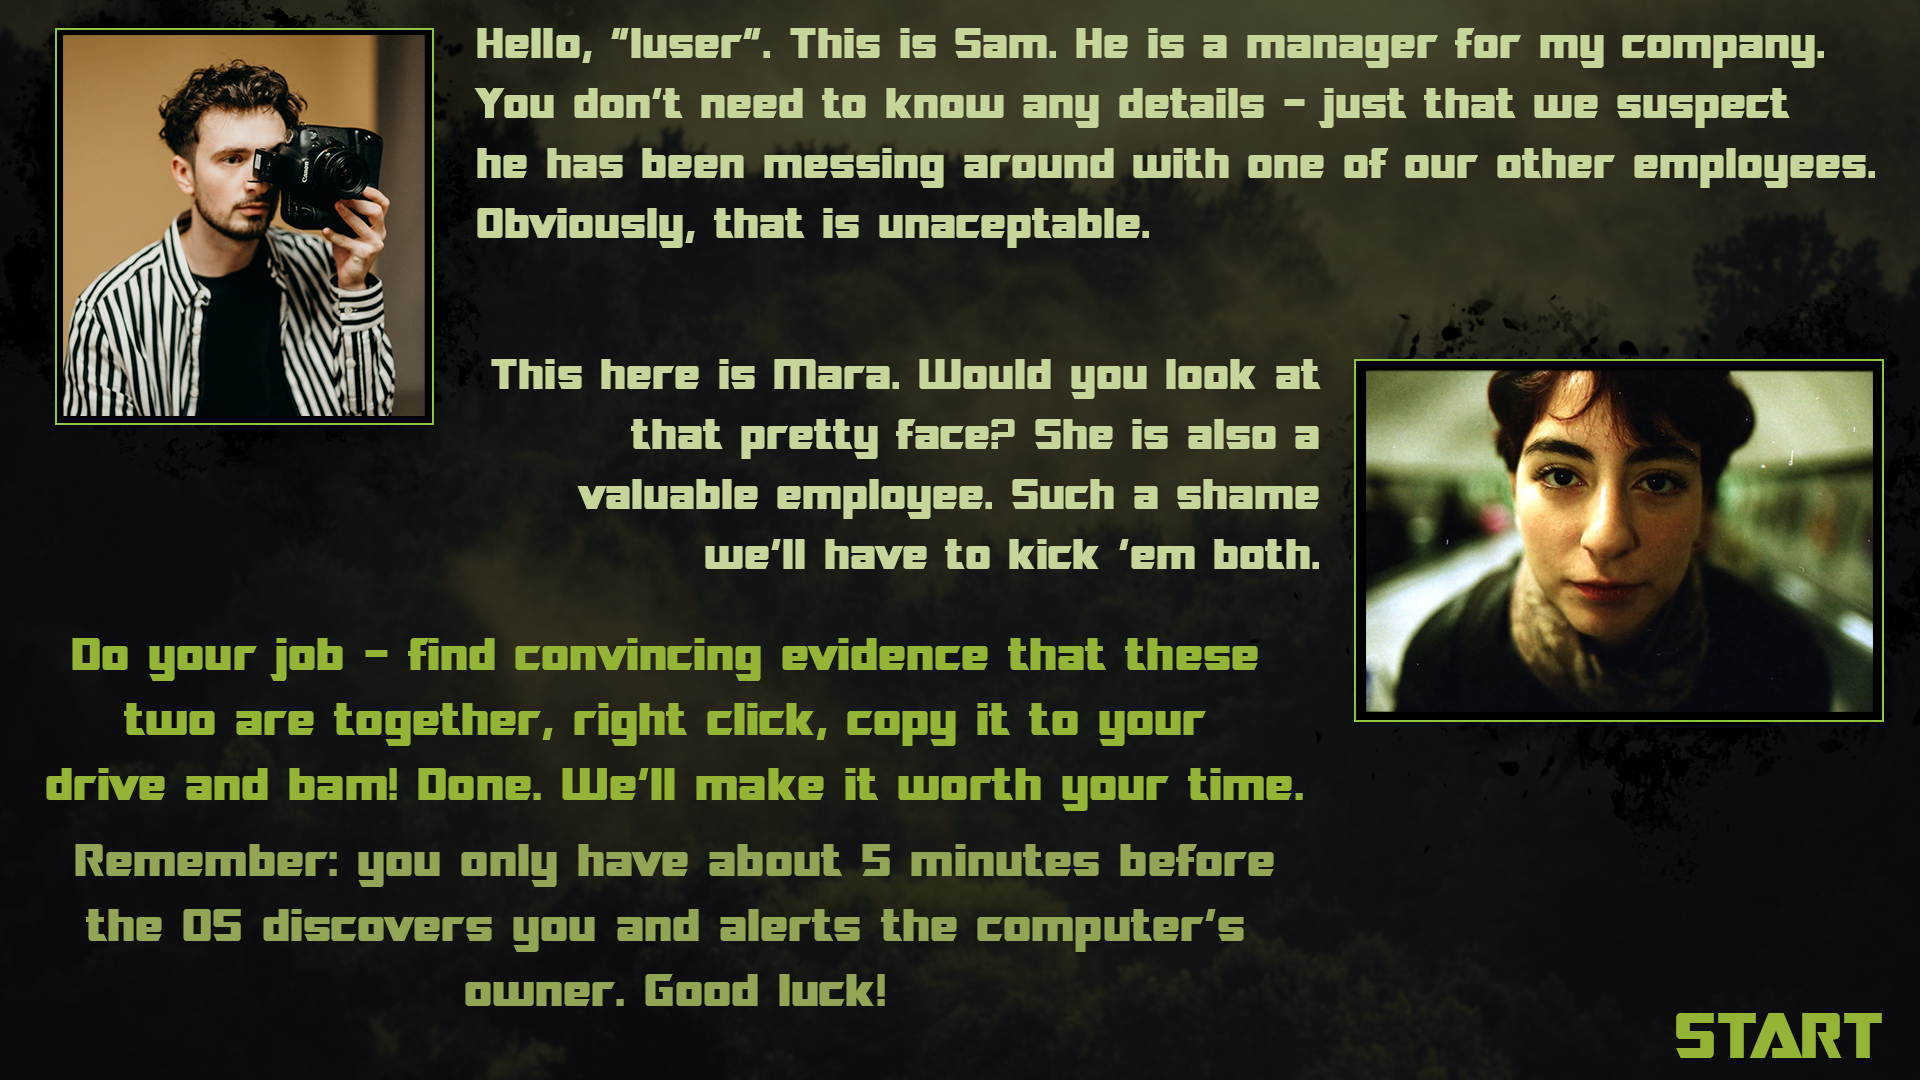 Hello, "luser". This is Sam. He is a manager for my company.
You don't need to know any details - just that we suspect
he has been messing around with one of our other employees.
Obviously, that is unaceptable.
This here is Mara. Would you look at
that pretty face? She is also a
valuable employee. Such a shame
we'll have to kick 'em both.
Do your job - find convincing evidence that these
two are together, right click, copy it to your
drive and bam! Done. We'll make it worth your time.
Remember: you only have about 5 minutes before
the OS discovers you and alerts the computer's
owner. Good luck!
START
Canon